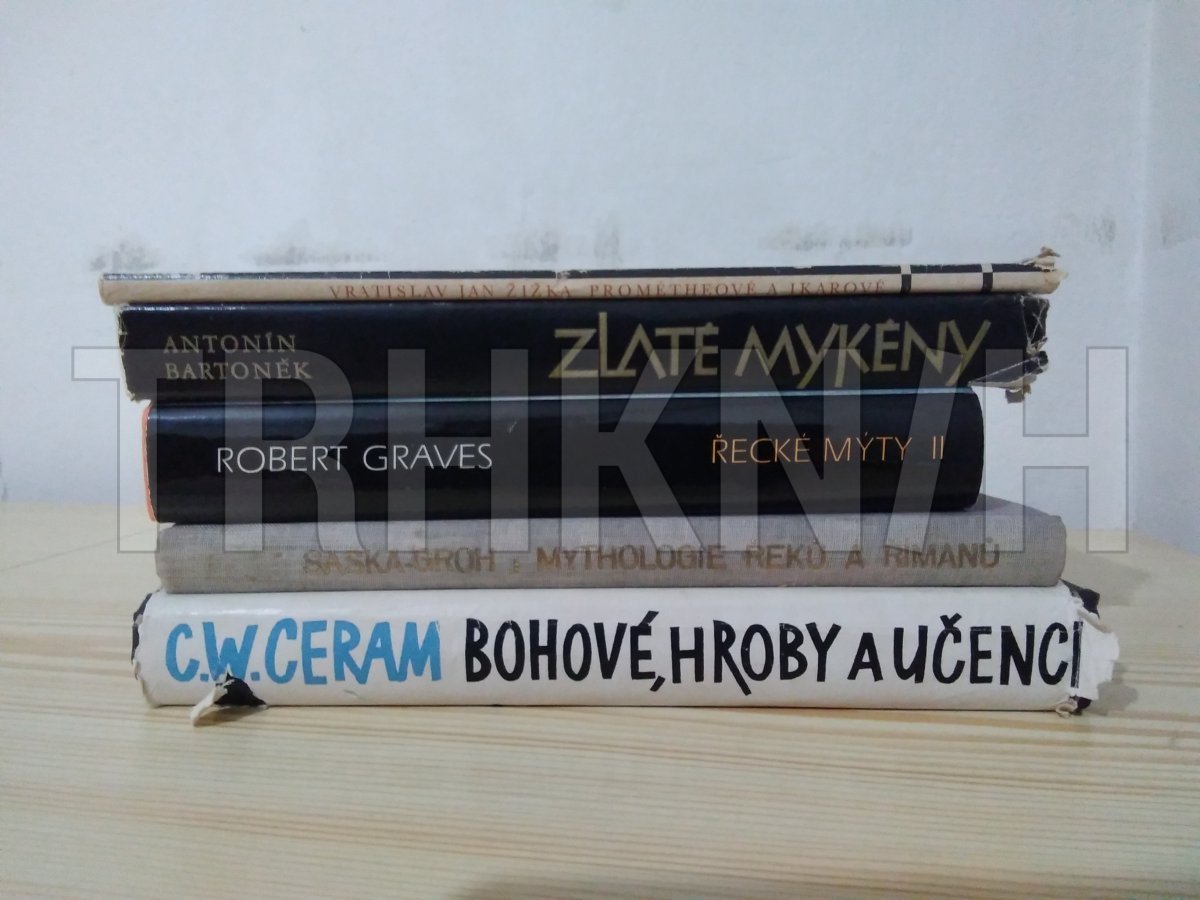 VRATISLAV JAN ŽIŽKA PROMÉTHEOVÉ A IKAROVÉ
ANTONÍN
BARTONĚK
ZLATÉ MYKÉNY
ROBERT GRAVES ŘECKÉ MÝTY II
SASKA-GROH : MYTHOLOGIE ŘEKŮ A ŘÍMANŮ
C.W.CERAM BOHOVÉ, HROBY A UČENCI
TRHKNIH